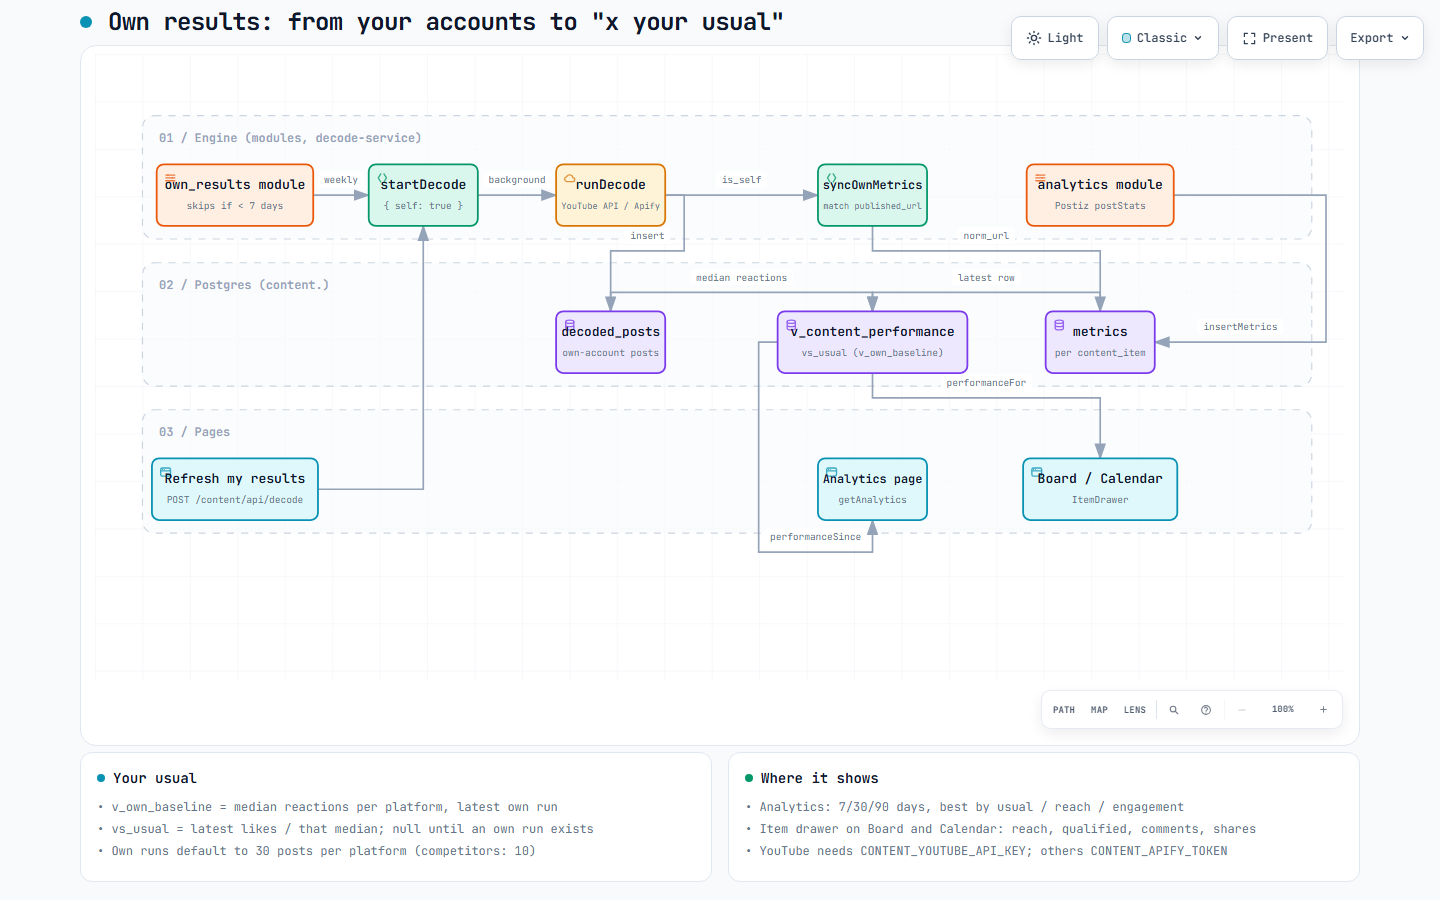 Own results: from your accounts to "x your usual"
Light
Classic
Present
Export
01 / Engine (modules, decode-service)
own_results module
skips if < 7 days
weekly
startDecode
{ self: true }
background
runDecode
YouTube API / Apify
is_self
syncOwnMetrics
match published_url
analytics module
Postiz postStats
insert
norm_url
02 / Postgres (content.)
median reactions
latest row
decoded_posts
own-account posts
v_content_performance
vs_usual (v_own_baseline)
metrics
per content_item
insertMetrics
performanceFor
03 / Pages
Refresh my results
POST /content/api/decode
Analytics page
getAnalytics
Board / Calendar
ItemDrawer
performanceSince
PATH
MAP
LENS
100%
Your usual
• v_own_baseline = median reactions per platform, latest own run
• vs_usual = latest likes / that median; null until an own run exists
• Own runs default to 30 posts per platform (competitors: 10)
Where it shows
• Analytics: 7/30/90 days, best by usual / reach / engagement
• Item drawer on Board and Calendar: reach, qualified, comments, shares
• YouTube needs CONTENT_YOUTUBE_API_KEY; others CONTENT_APIFY_TOKEN